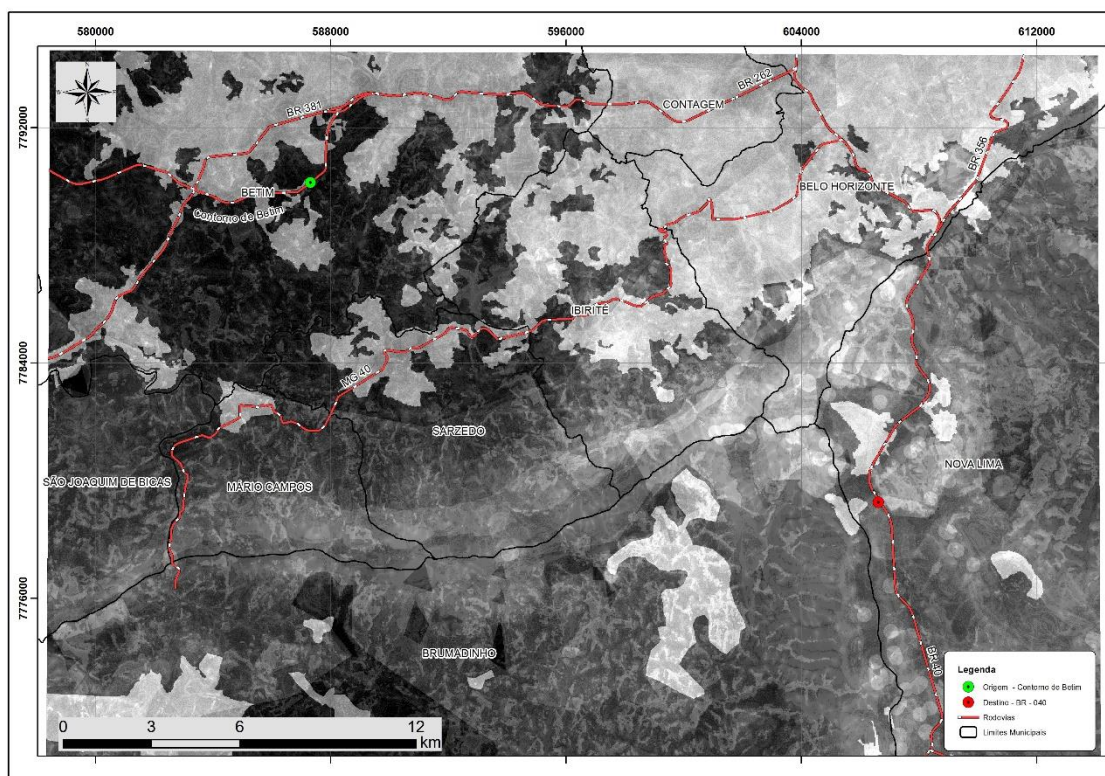 580000 588000 596000 604000 612000
7792000
7784000
7776000
BR 262
CONTAGEM
BR 381
BR 356
BELO HORIZONTE
BETIM
Contorno de Betim
IBIRITÉ
MG 40
SARZEDO
NOVA LIMA
SÃO JOAQUIM DE BICAS
MÁRIO CAMPOS
BRUMADINHO
BR 40
Legenda
Origem - Contorno de Betim
Destino - BR - 040
Rodovias
Limites Municipais
0 3 6 12
km